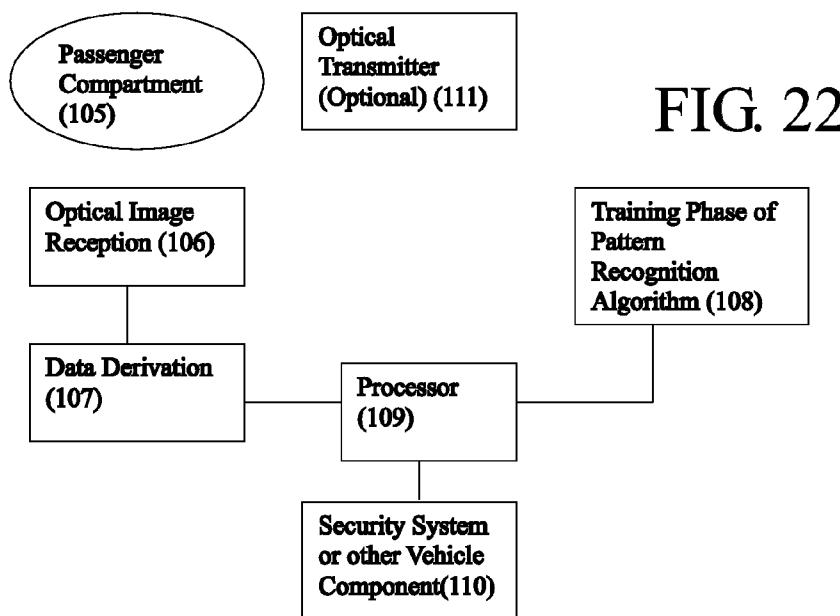 Passenger
Compartment
(105)
Optical
Transmitter
(Optional) (111)
FIG. 22
Optical Image
Reception (106)
Training Phase of
Pattern
Recognition
Algorithm (108)
Data Derivation
(107)
Processor
(109)
Security System
or other Vehicle
Component(110)